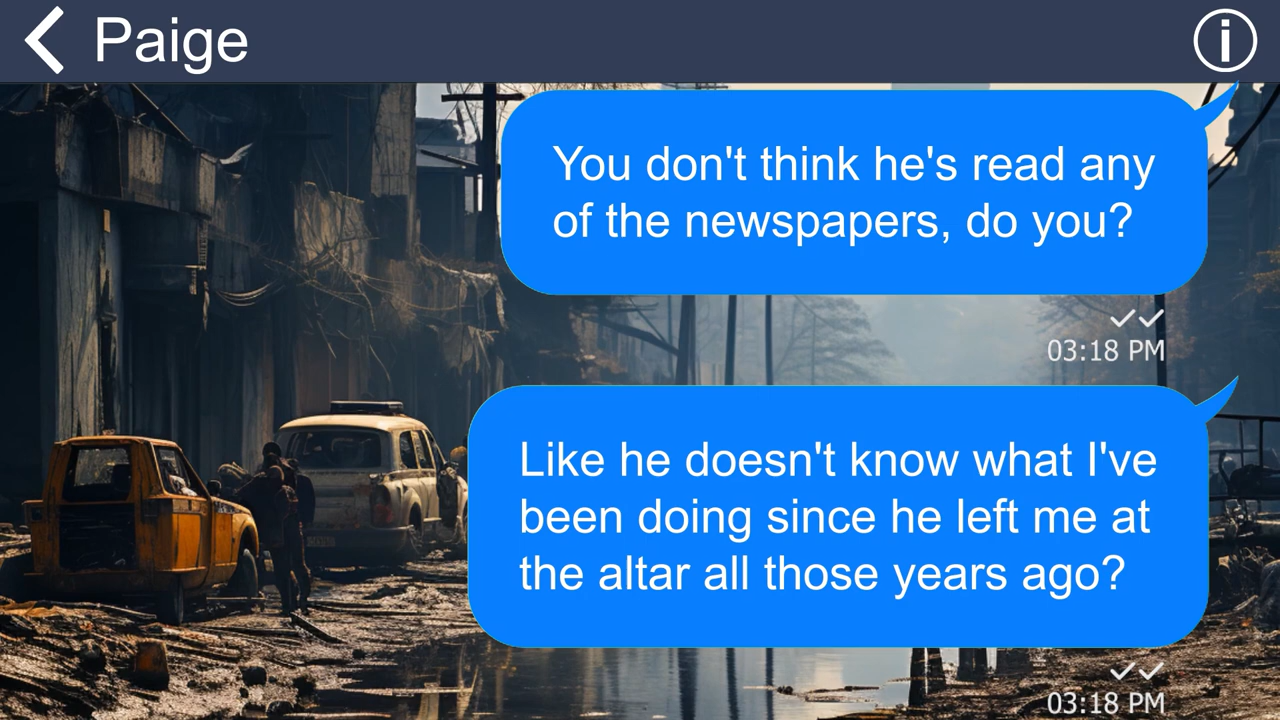 Paige
You don't think he's read any
of the newspapers, do you?
03:18 PM
Like he doesn't know what I've
been doing since he left me at
the altar all those years ago?
03:18 PM